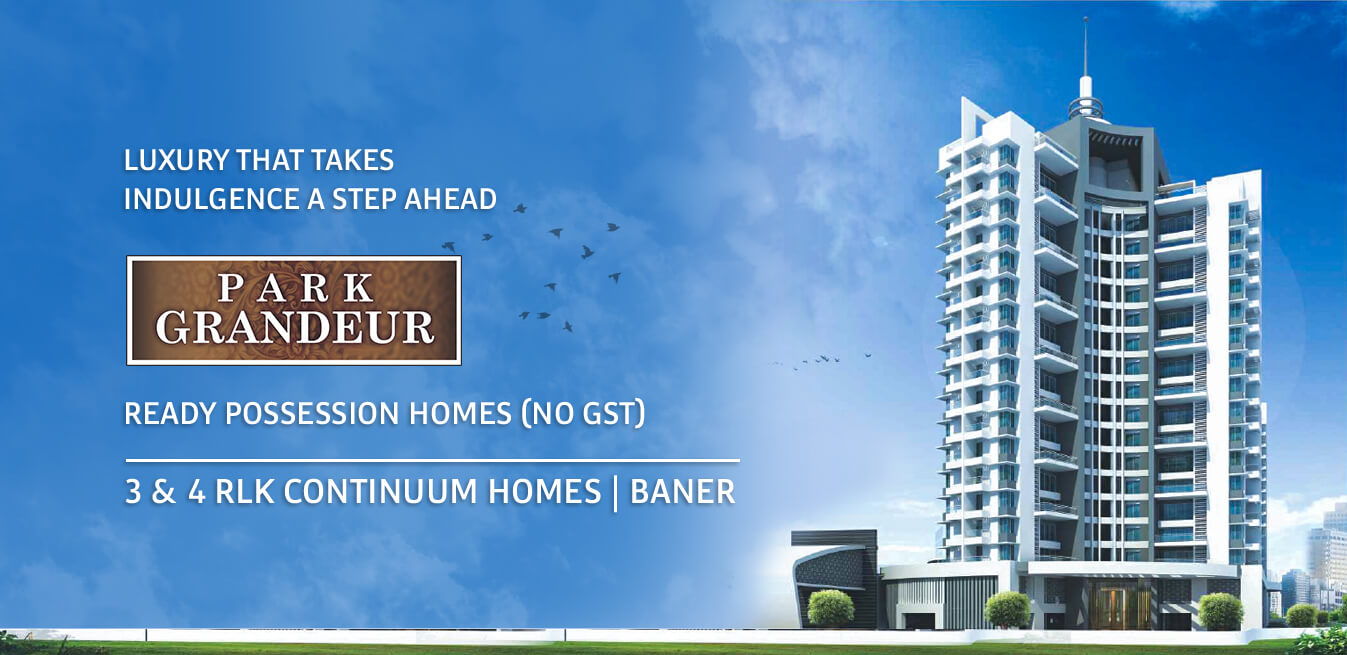 LUXURY THAT TAKES
INDULGENCE A STEP AHEAD
PARK
GRANDEUR
READY POSSESSION HOMES (NO GST)
3 & 4 RLK CONTINUUM HOMES | BANER